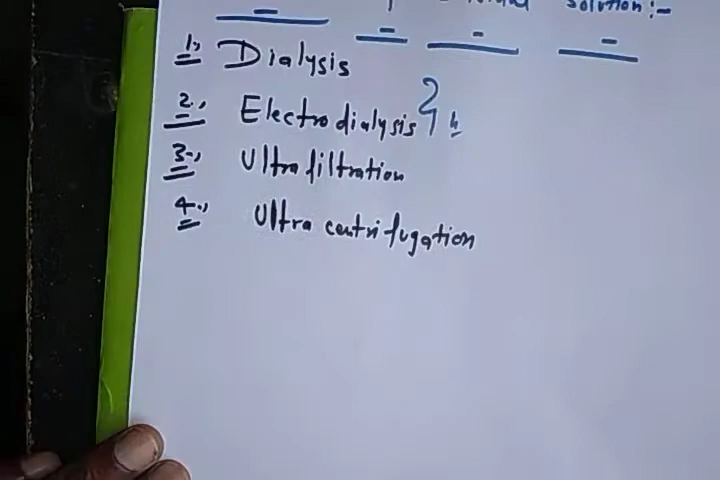 solution:-
1., Dialysis
2., Electrodialysis
3., Ultrafiltration
4., Ultra centrifugation